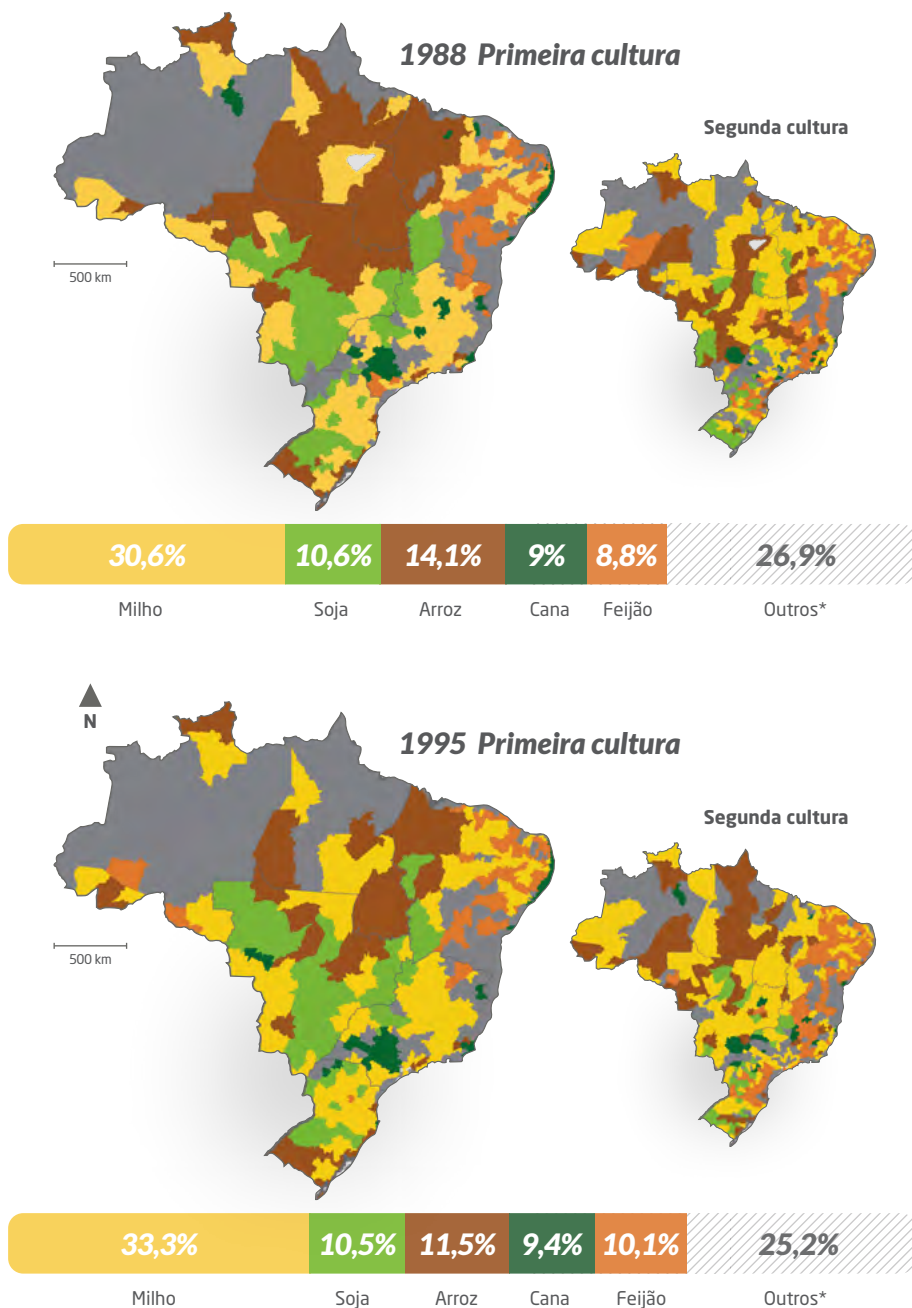 1988 Primeira cultura
Segunda cultura
500 km
30,6% 10,6% 14,1% 9% 8,8% 26,9%
Milho Soja Arroz Cana Feijão Outros*
N
1995 Primeira cultura
Segunda cultura
500 km
33,3% 10,5% 11,5% 9,4% 10,1% 25,2%
Milho Soja Arroz Cana Feijão Outros*